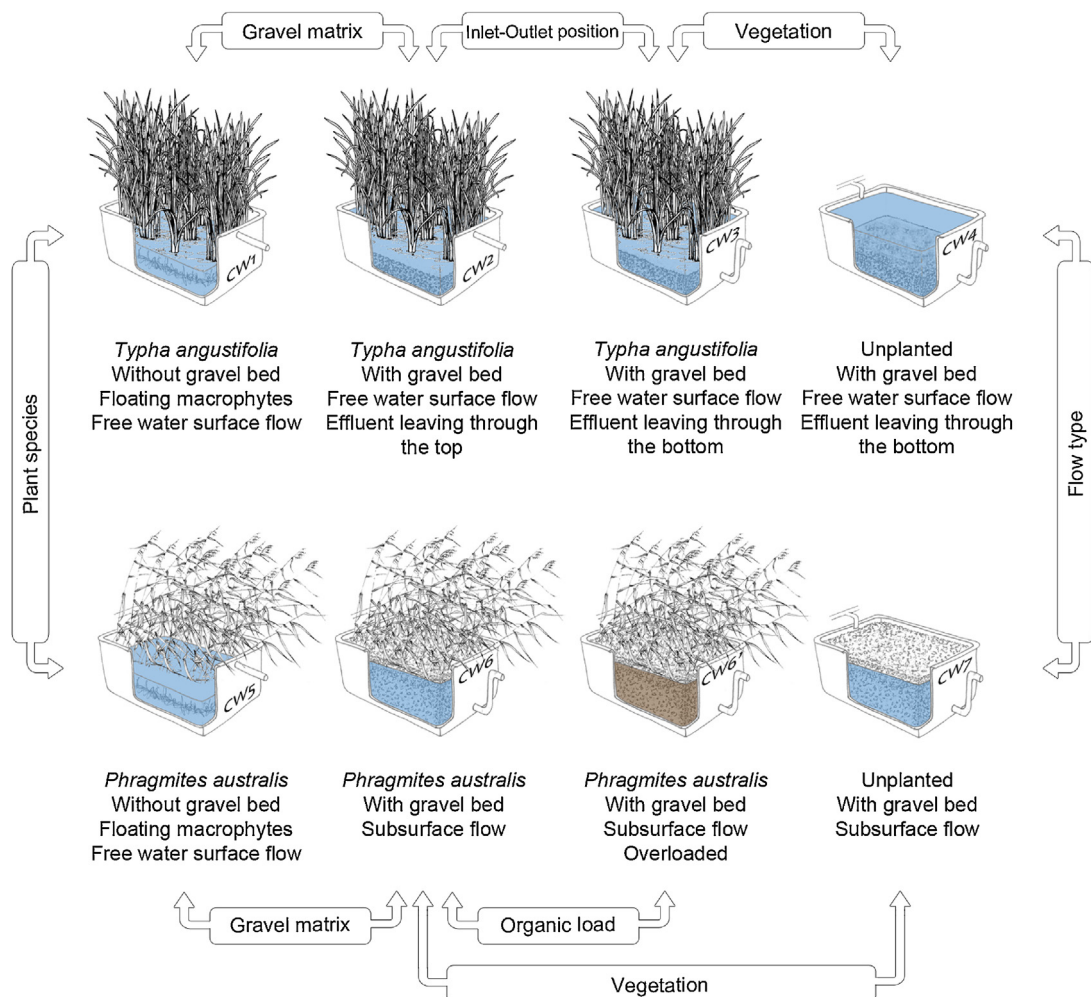 Gravel matrix
Inlet-Outlet position
Vegetation
CW1
CW2
CW3
CW4
Typha angustifolia
Without gravel bed
Floating macrophytes
Free water surface flow
Typha angustifolia
With gravel bed
Free water surface flow
Effluent leaving through
the top
Typha angustifolia
With gravel bed
Free water surface flow
Effluent leaving through
the bottom
Unplanted
With gravel bed
Free water surface flow
Effluent leaving through
the bottom
Plant species
Flow type
CW5
CW6
CW6'
CW7
Phragmites australis
Without gravel bed
Floating macrophytes
Free water surface flow
Phragmites australis
With gravel bed
Subsurface flow
Phragmites australis
With gravel bed
Subsurface flow
Overloaded
Unplanted
With gravel bed
Subsurface flow
Gravel matrix
Organic load
Vegetation